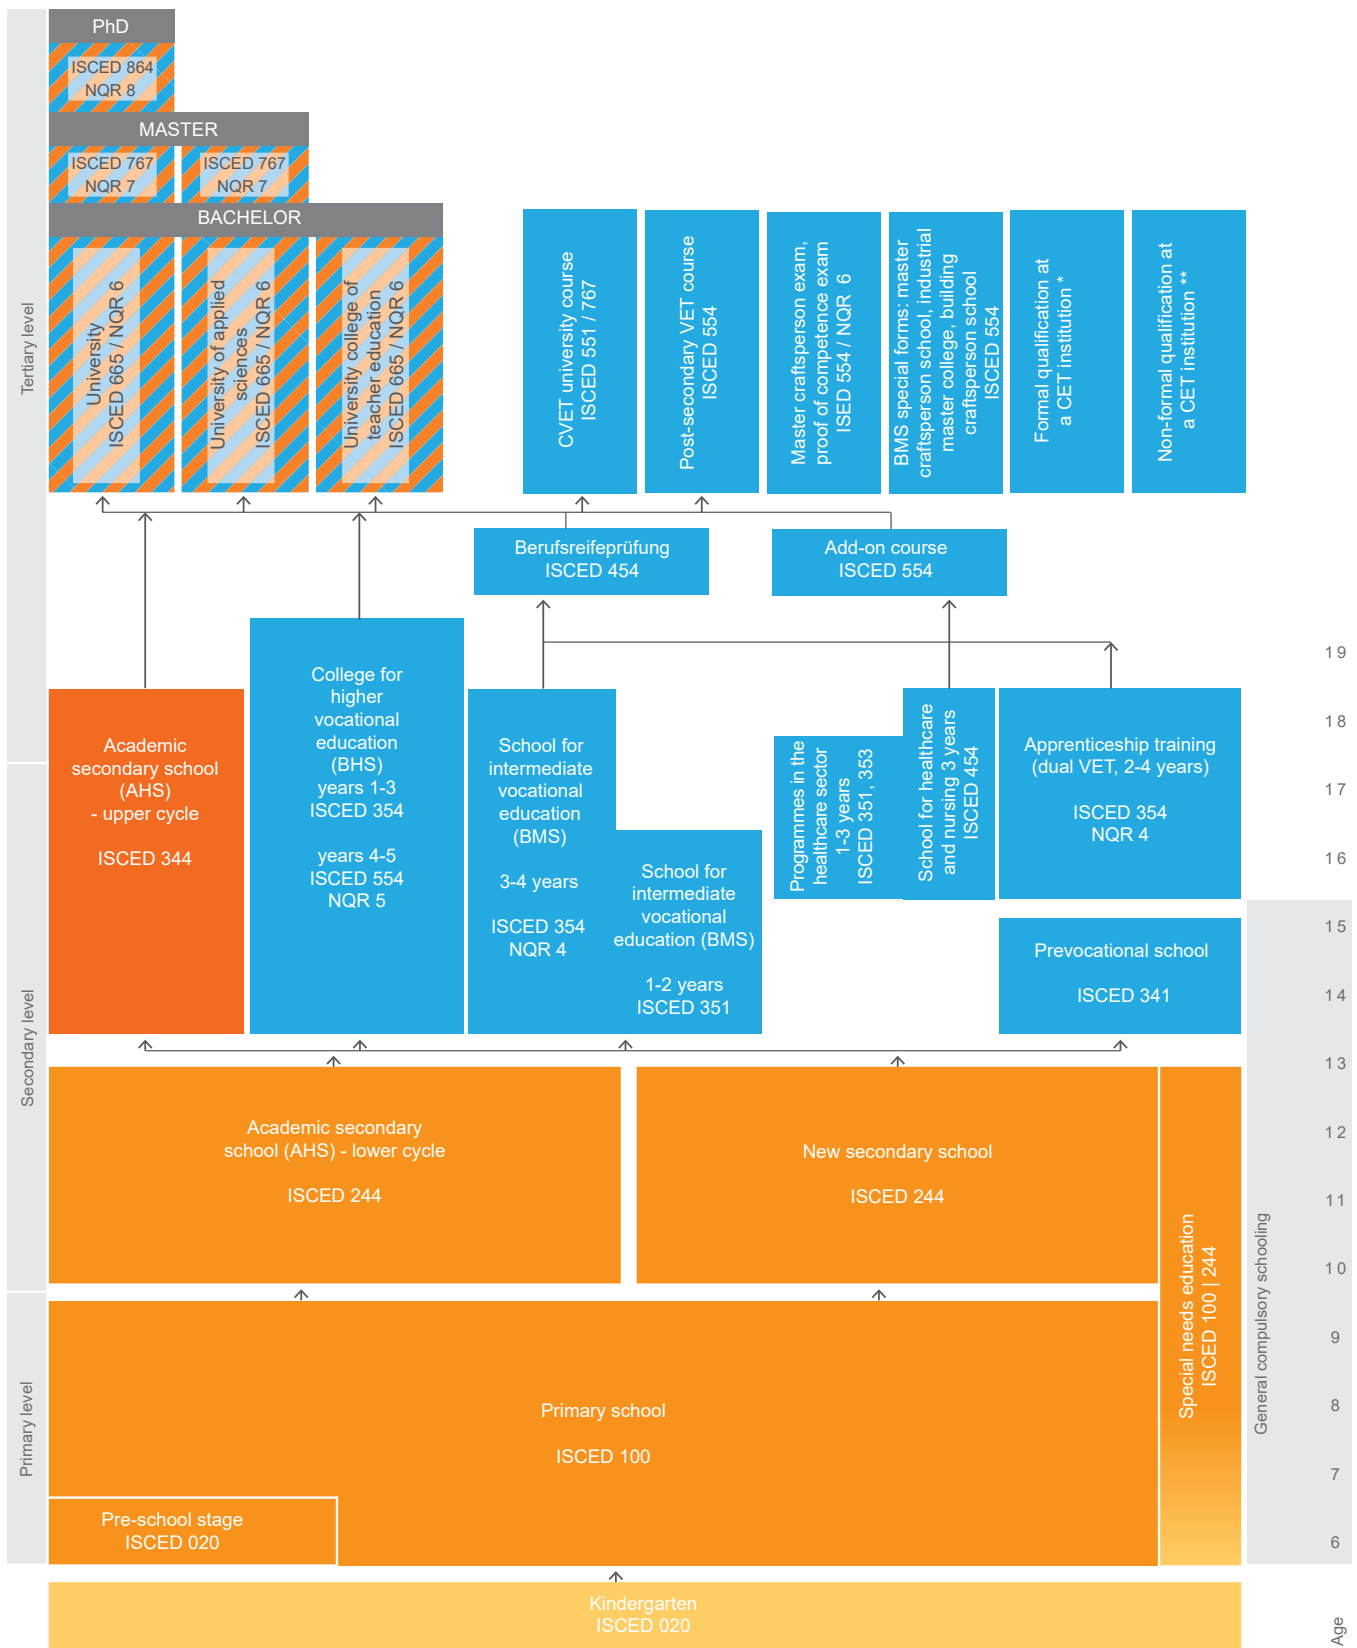 PhD
ISCED 864
NQR 8
MASTER
ISCED 767
NQR 7
ISCED 767
NQR 7
BACHELOR
University
ISCED 665 / NQR 6
University of applied
sciences
ISCED 665 / NQR 6
University college of
teacher education
ISCED 665 / NQR 6
CVET university course
ISCED 551 / 767
Post-secondary VET course
ISCED 554
Master craftsperson exam,
proof of competence exam
ISED 554 / NQR 6
BMS special forms: master
craftsperson school, industrial
master college, building
craftsperson school
ISCED 554
Formal qualification at
a CET institution *
Non-formal qualification at
a CET institution **
Tertiary level
Berufsreifeprüfung
ISCED 454
Add-on course
ISCED 554
19
18
17
16
15
14
13
12
11
10
9
8
7
6
Age
Academic
secondary school
(AHS)
- upper cycle
ISCED 344
College for
higher
vocational
education
(BHS)
years 1-3
ISCED 354
years 4-5
ISCED 554
NQR 5
School for
intermediate
vocational
education
(BMS)
3-4 years
ISCED 354
NQR 4
School for
intermediate
vocational
education (BMS)
1-2 years
ISCED 351
Programmes in the
healthcare sector
1-3 years
ISCED 351, 353
School for healthcare
and nursing 3 years
ISCED 454
Apprenticeship training
(dual VET, 2-4 years)
ISCED 354
NQR 4
Prevocational school
ISCED 341
Secondary level
Academic secondary
school (AHS) - lower cycle
ISCED 244
New secondary school
ISCED 244
Special needs education
ISCED 100 | 244
General compulsory schooling
Primary level
Primary school
ISCED 100
Pre-school stage
ISCED 020
Kindergarten
ISCED 020